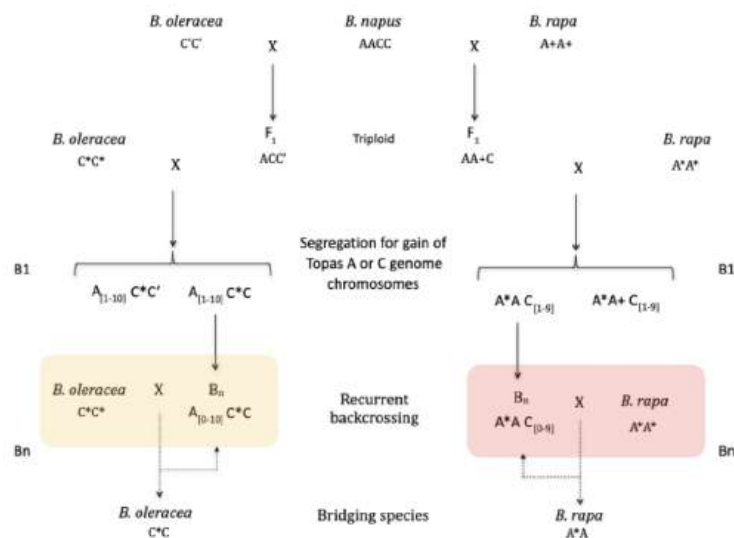 B. oleracea B. napus B. rapa
C'C' X AACC X A+A+
B. oleracea F1 Triploid F1 B. rapa
C*C* X ACC' AA+C X A*A*
Segregation for gain of
Topas A or C genome
chromosomes
B1 B1
A[1-10] C*C' A[1-10] C*C A*A C[1-9] A*A+ C[1-9]
B. oleracea X Bn Recurrent Bn X B. rapa
C*C* A[0-10] C*C backcrossing A*A C[0-9] A*A*
Bn Bn
B. oleracea Bridging species B. rapa
C*C A*A